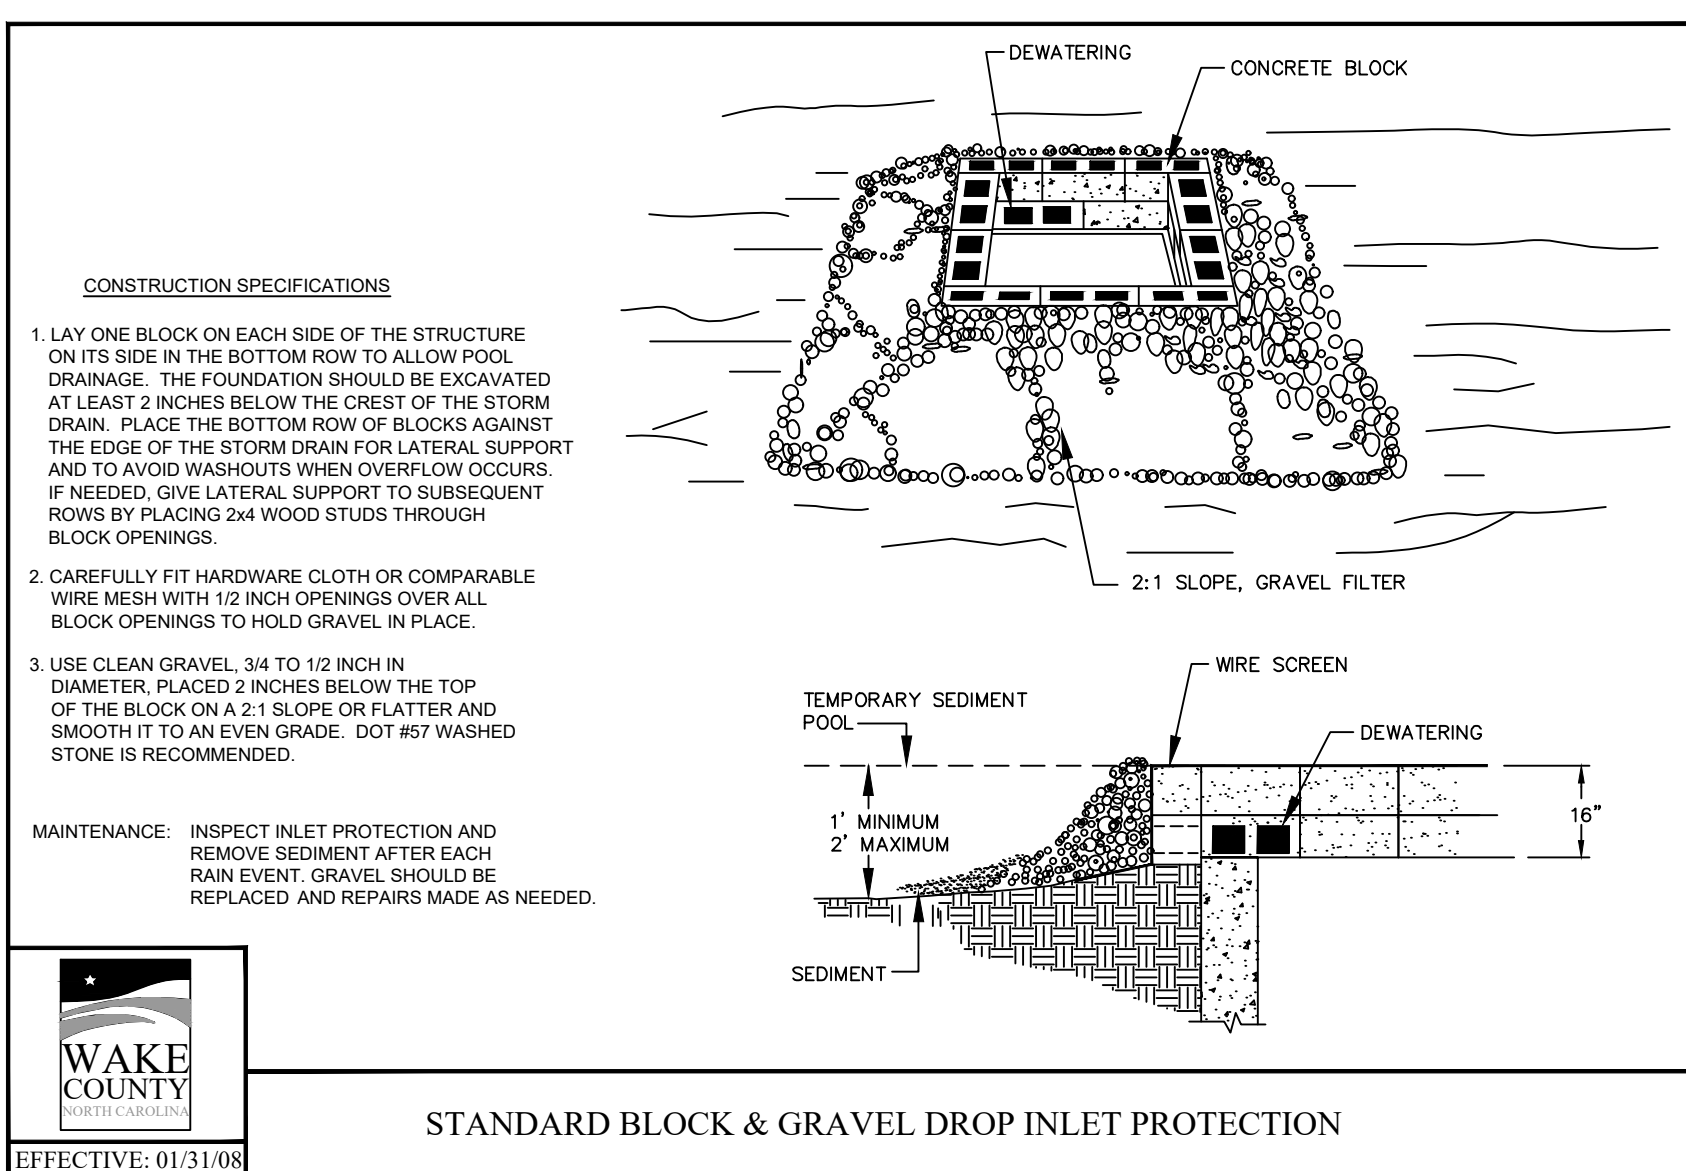 DEWATERING
CONCRETE BLOCK
CONSTRUCTION SPECIFICATIONS
1. LAY ONE BLOCK ON EACH SIDE OF THE STRUCTURE
ON ITS SIDE IN THE BOTTOM ROW TO ALLOW POOL
DRAINAGE. THE FOUNDATION SHOULD BE EXCAVATED
AT LEAST 2 INCHES BELOW THE CREST OF THE STORM
DRAIN. PLACE THE BOTTOM ROW OF BLOCKS AGAINST
THE EDGE OF THE STORM DRAIN FOR LATERAL SUPPORT
AND TO AVOID WASHOUTS WHEN OVERFLOW OCCURS.
IF NEEDED, GIVE LATERAL SUPPORT TO SUBSEQUENT
ROWS BY PLACING 2x4 WOOD STUDS THROUGH
BLOCK OPENINGS.
2. CAREFULLY FIT HARDWARE CLOTH OR COMPARABLE
WIRE MESH WITH 1/2 INCH OPENINGS OVER ALL
BLOCK OPENINGS TO HOLD GRAVEL IN PLACE.
3. USE CLEAN GRAVEL, 3/4 TO 1/2 INCH IN
DIAMETER, PLACED 2 INCHES BELOW THE TOP
OF THE BLOCK ON A 2:1 SLOPE OR FLATTER AND
SMOOTH IT TO AN EVEN GRADE. DOT #57 WASHED
STONE IS RECOMMENDED.
MAINTENANCE: INSPECT INLET PROTECTION AND
REMOVE SEDIMENT AFTER EACH
RAIN EVENT. GRAVEL SHOULD BE
REPLACED AND REPAIRS MADE AS NEEDED.
2:1 SLOPE, GRAVEL FILTER
WIRE SCREEN
TEMPORARY SEDIMENT
POOL
DEWATERING
1' MINIMUM
2' MAXIMUM
16"
SEDIMENT
WAKE
COUNTY
NORTH CAROLINA
EFFECTIVE: 01/31/08
STANDARD BLOCK & GRAVEL DROP INLET PROTECTION